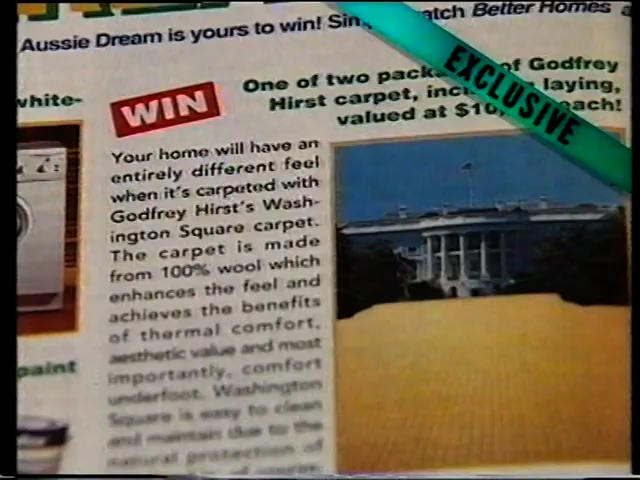 Aussie Dream is yours to win! Sim atch Better Homes a
EXCLUSIVE
white-
WIN
One of two pack of Godfrey
Hirst carpet, inc laying,
valued at $10, each!
Your home will have an
entirely different feel
when it's carpeted with
Godfrey Hirst's Wash-
ington Square carpet.
The carpet is made
from 100% wool which
enhances the feel and
achieves the benefits
of thermal comfort,
aesthetic value and most
importantly, comfort
underfoot. Washington
Square is easy to clean
and maintain due to the
natural protection of
paint